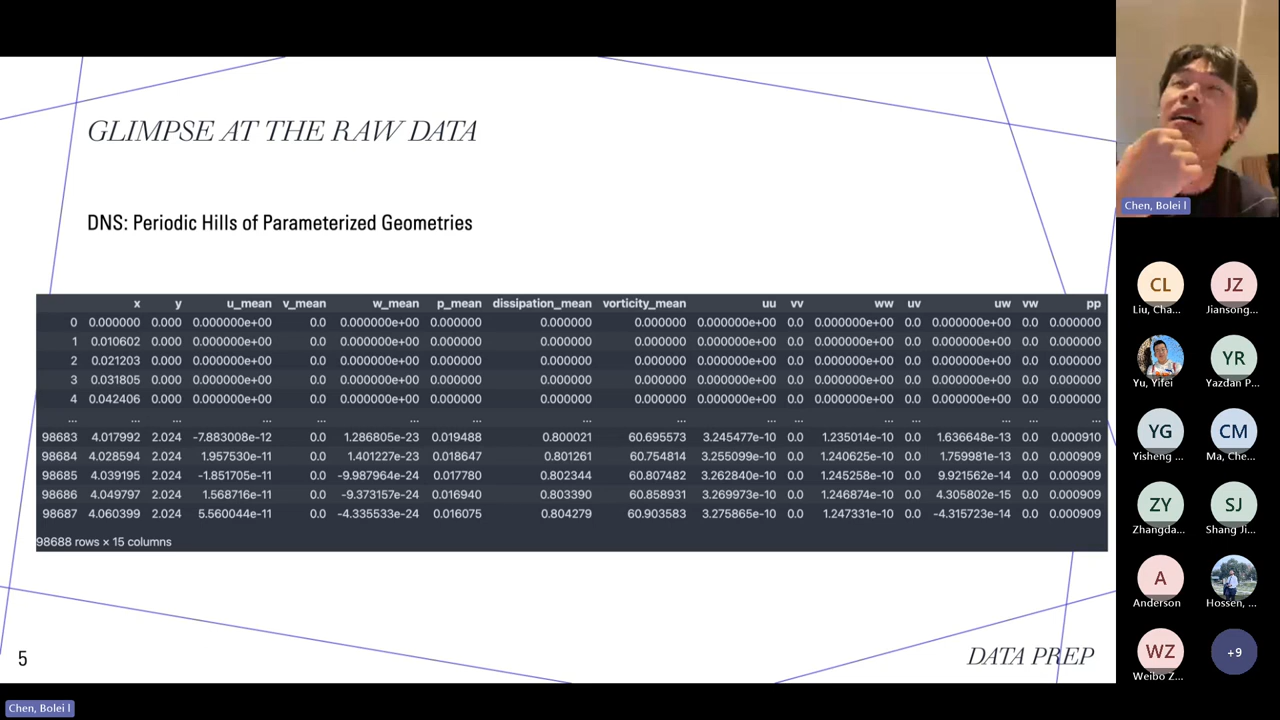 GLIMPSE AT THE RAW DATA
DNS: Periodic Hills of Parameterized Geometries
x y u_mean v_mean w_mean p_mean dissipation_mean vorticity_mean uu vv ww uv uw vw pp
0 0.000000 0.000 0.000000e+00 0.0 0.000000e+00 0.000000 0.000000 0.000000 0.000000e+00 0.0 0.000000e+00 0.0 0.000000e+00 0.0 0.000000
1 0.010602 0.000 0.000000e+00 0.0 0.000000e+00 0.000000 0.000000 0.000000 0.000000e+00 0.0 0.000000e+00 0.0 0.000000e+00 0.0 0.000000
2 0.021203 0.000 0.000000e+00 0.0 0.000000e+00 0.000000 0.000000 0.000000 0.000000e+00 0.0 0.000000e+00 0.0 0.000000e+00 0.0 0.000000
3 0.031805 0.000 0.000000e+00 0.0 0.000000e+00 0.000000 0.000000 0.000000 0.000000e+00 0.0 0.000000e+00 0.0 0.000000e+00 0.0 0.000000
4 0.042406 0.000 0.000000e+00 0.0 0.000000e+00 0.000000 0.000000 0.000000 0.000000e+00 0.0 0.000000e+00 0.0 0.000000e+00 0.0 0.000000
... ... ... ... ... ... ... ... ... ... ... ... ... ... ... ...
98683 4.017992 2.024 -7.883008e-12 0.0 1.286805e-23 0.019488 0.800021 60.695573 3.245477e-10 0.0 1.235014e-10 0.0 1.636648e-13 0.0 0.000910
98684 4.028594 2.024 1.957530e-11 0.0 1.401227e-23 0.018647 0.801261 60.754814 3.255099e-10 0.0 1.240625e-10 0.0 1.759981e-13 0.0 0.000909
98685 4.039195 2.024 -1.851705e-11 0.0 -9.987964e-24 0.017780 0.802344 60.807482 3.262840e-10 0.0 1.245258e-10 0.0 9.921562e-14 0.0 0.000909
98686 4.049797 2.024 1.568716e-11 0.0 -9.373157e-24 0.016940 0.803390 60.858931 3.269973e-10 0.0 1.246874e-10 0.0 4.305802e-15 0.0 0.000909
98687 4.060399 2.024 5.560044e-11 0.0 -4.335533e-24 0.016075 0.804279 60.903583 3.275865e-10 0.0 1.247331e-10 0.0 -4.315723e-14 0.0 0.000909
98688 rows × 15 columns
5
DATA PREP
Chen, Bolei l
Chen, Bolei l
CL JZ
Liu, Cha... Jiansong...
YR
Yu, Yifei Yazdan P...
YG CM
Yisheng ... Ma, Che...
ZY SJ
Zhangda... Shang Ji...
A
Anderson Hossen, ...
WZ +9
Weibo Z...